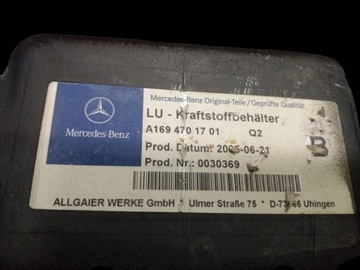 Mercedes-Benz Original-Teile/Geprüfte Qualität
Mercedes-Benz
LU - Kraftstoffbehälter
A169 470 17 01 Q2
Prod. Datum: 2005-06-21
Prod. Nr.: 0030369
B
ALLGAIER WERKE GmbH * Ulmer Straße 75 * D-73066 Uhingen